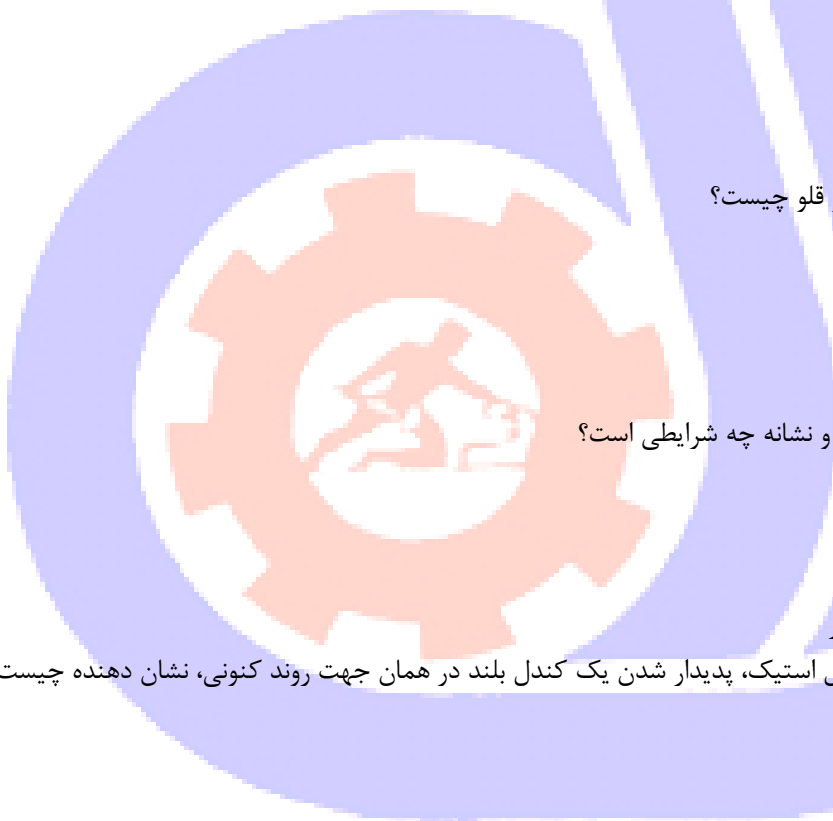 قلو چیست؟
و نشانه چه شرایطی است؟
استیک، پدیدار شدن یک کندل بلند در همان جهت روند کنونی، نشان دهنده چیست